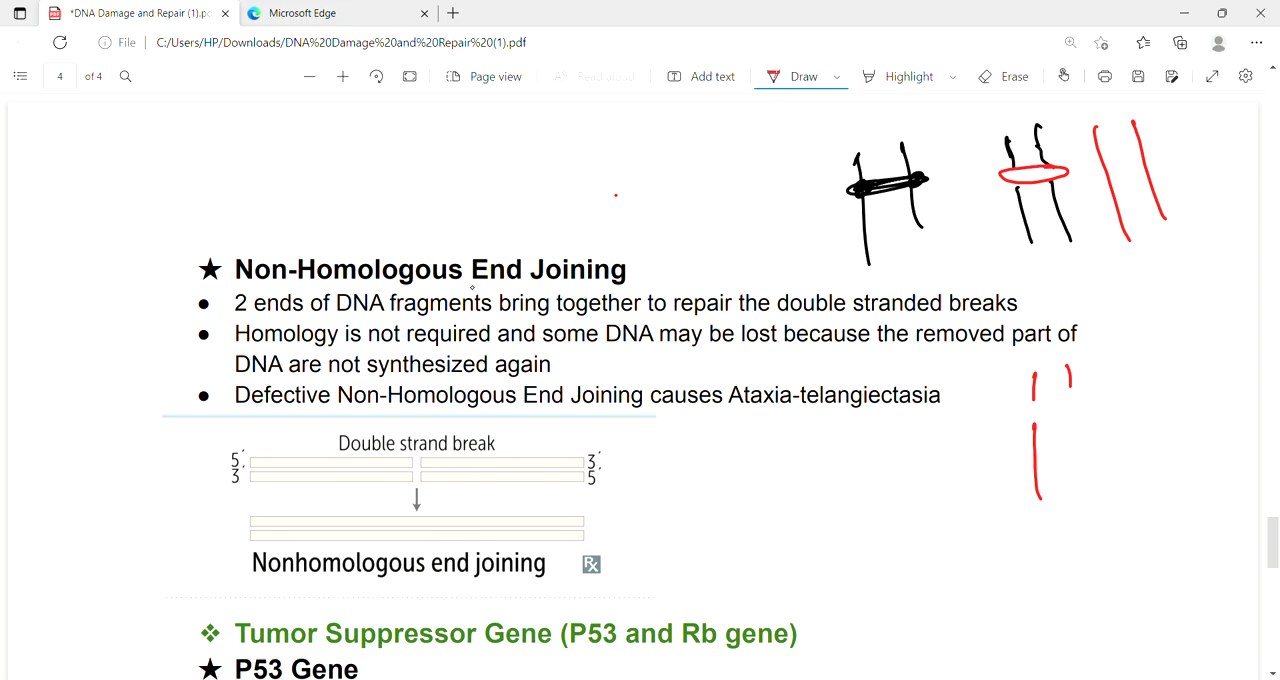 *DNA Damage and Repair (1).pd
Microsoft Edge
File
C:/Users/HP/Downloads/DNA%20Damage%20and%20Repair%20(1).pdf
4 of 4
Page view
Read aloud
Add text
Draw
Highlight
Erase
★ Non-Homologous End Joining
● 2 ends of DNA fragments bring together to repair the double stranded breaks
● Homology is not required and some DNA may be lost because the removed part of
DNA are not synthesized again
● Defective Non-Homologous End Joining causes Ataxia-telangiectasia
Double strand break
5′ 3′
3′ 5′
Nonhomologous end joining Rx
❖ Tumor Suppressor Gene (P53 and Rb gene)
★ P53 Gene